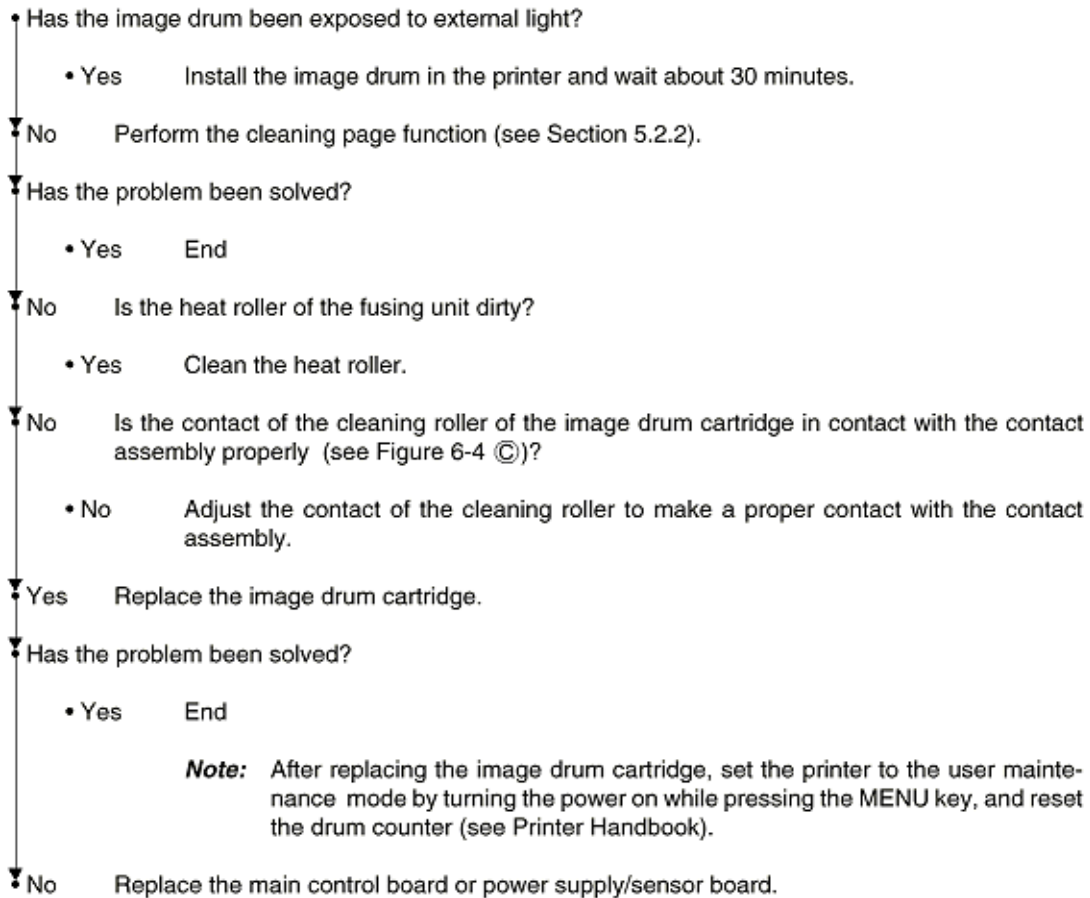 • Has the image drum been exposed to external light?
• Yes Install the image drum in the printer and wait about 30 minutes.
• No Perform the cleaning page function (see Section 5.2.2).
• Has the problem been solved?
• Yes End
• No Is the heat roller of the fusing unit dirty?
• Yes Clean the heat roller.
• No Is the contact of the cleaning roller of the image drum cartridge in contact with the contact
assembly properly (see Figure 6-4 Ⓒ)?
• No Adjust the contact of the cleaning roller to make a proper contact with the contact
assembly.
• Yes Replace the image drum cartridge.
• Has the problem been solved?
• Yes End
Note: After replacing the image drum cartridge, set the printer to the user mainte-
nance mode by turning the power on while pressing the MENU key, and reset
the drum counter (see Printer Handbook).
• No Replace the main control board or power supply/sensor board.